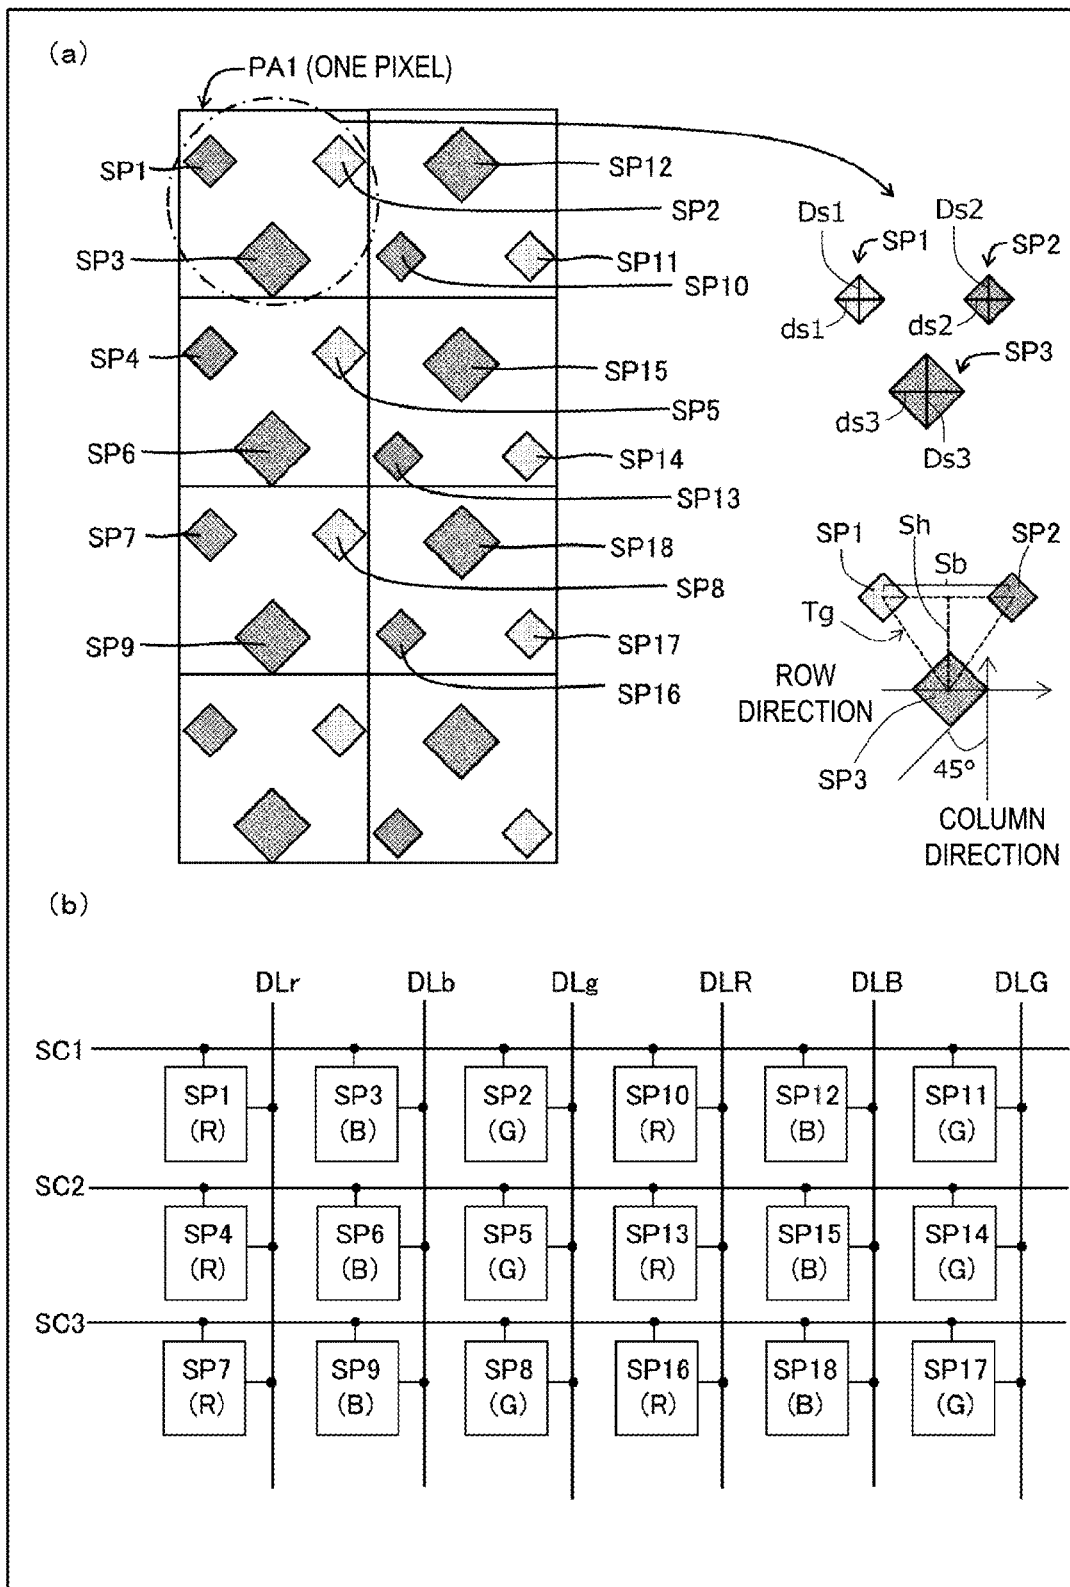 (a)
PA1 (ONE PIXEL)
SP1
SP12
SP2
SP3
SP11
SP10
SP4
SP15
SP5
SP6
SP14
SP13
SP7
SP18
SP8
SP9
SP17
SP16
Ds1
SP1
Ds2
SP2
ds1
ds2
SP3
ds3
Ds3
SP1
Sh
SP2
Sb
Tg
ROW
DIRECTION
SP3
45°
COLUMN
DIRECTION
(b)
DLr DLb DLg DLR DLB DLG
SC1
SP1 SP3 SP2 SP10 SP12 SP11
(R) (B) (G) (R) (B) (G)
SC2
SP4 SP6 SP5 SP13 SP15 SP14
(R) (B) (G) (R) (B) (G)
SC3
SP7 SP9 SP8 SP16 SP18 SP17
(R) (B) (G) (R) (B) (G)